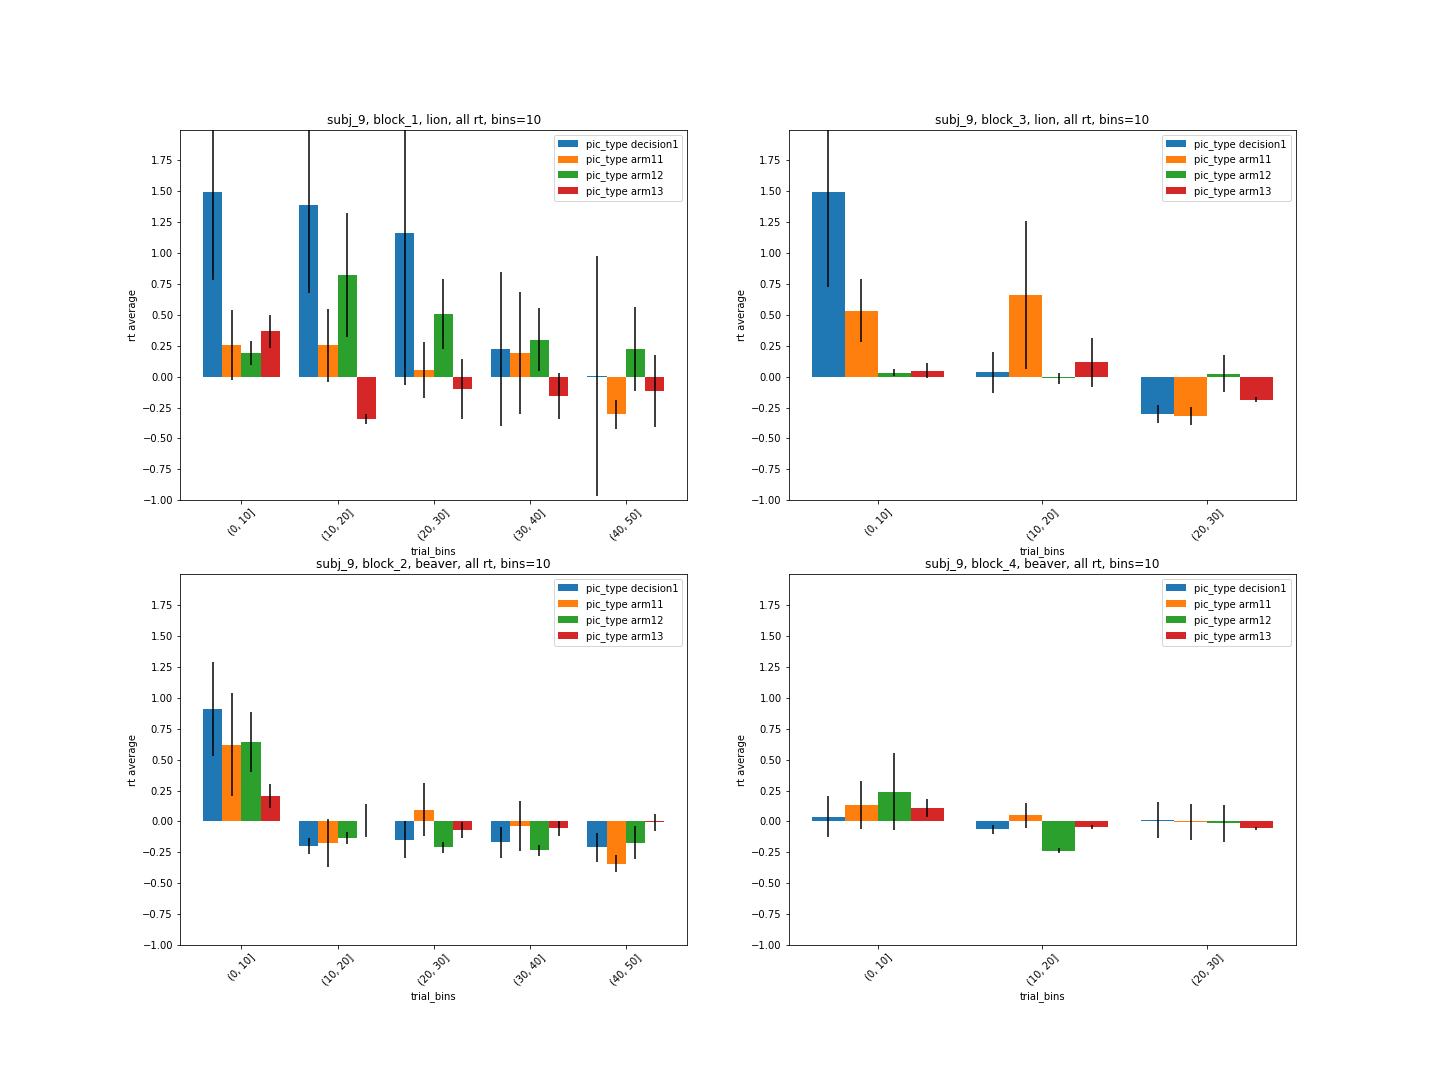 subj_9, block_1, lion, all rt, bins=10
pic_type decision1
pic_type arm11
pic_type arm12
pic_type arm13
1.75
1.50
1.25
1.00
0.75
0.50
0.25
0.00
−0.25
−0.50
−0.75
−1.00
rt average
(0, 10]
(10, 20]
(20, 30]
(30, 40]
(40, 50]
trial_bins
subj_9, block_3, lion, all rt, bins=10
pic_type decision1
pic_type arm11
pic_type arm12
pic_type arm13
1.75
1.50
1.25
1.00
0.75
0.50
0.25
0.00
−0.25
−0.50
−0.75
−1.00
rt average
(0, 10]
(10, 20]
(20, 30]
trial_bins
subj_9, block_2, beaver, all rt, bins=10
pic_type decision1
pic_type arm11
pic_type arm12
pic_type arm13
1.75
1.50
1.25
1.00
0.75
0.50
0.25
0.00
−0.25
−0.50
−0.75
−1.00
rt average
(0, 10]
(10, 20]
(20, 30]
(30, 40]
(40, 50]
trial_bins
subj_9, block_4, beaver, all rt, bins=10
pic_type decision1
pic_type arm11
pic_type arm12
pic_type arm13
1.75
1.50
1.25
1.00
0.75
0.50
0.25
0.00
−0.25
−0.50
−0.75
−1.00
rt average
(0, 10]
(10, 20]
(20, 30]
trial_bins